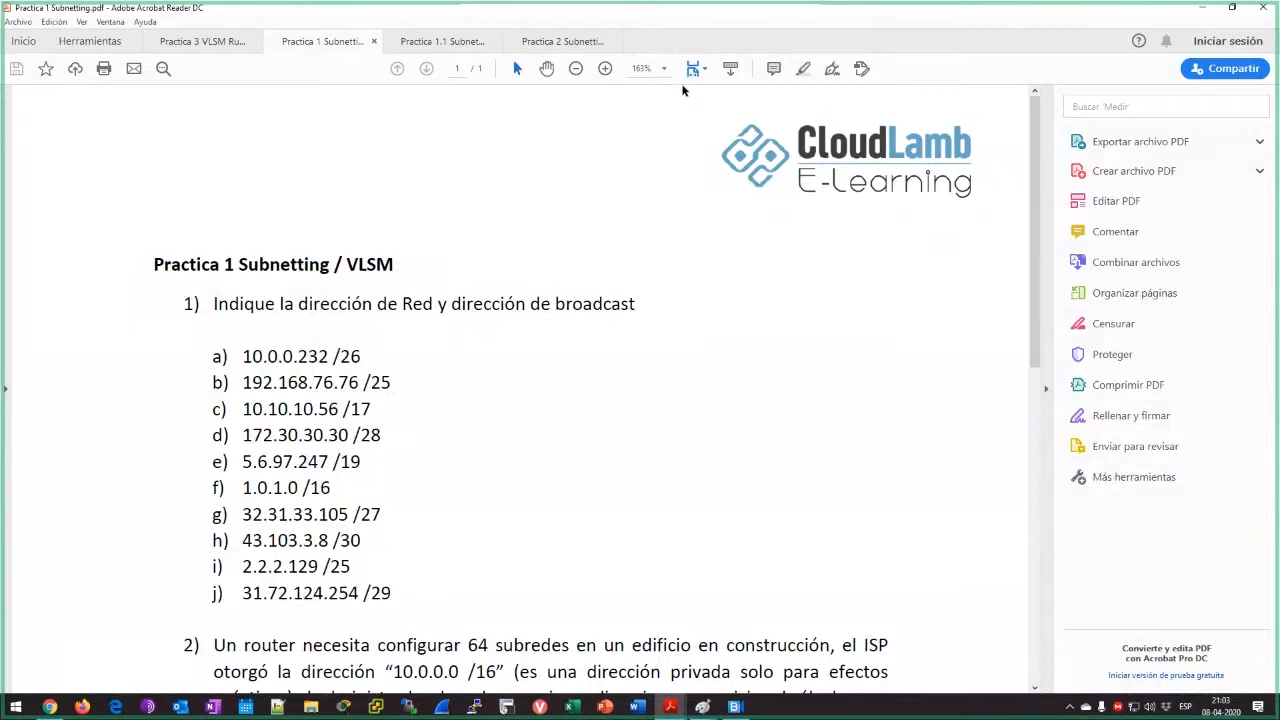 Practica 1 Subnetting.pdf - Adobe Acrobat Reader DC
Archivo Edición Ver Ventana Ayuda
Inicio Herramientas Practica 3 VLSM Ru... Practica 1 Subnetti... × Practica 1.1 Subnet... Practica 2 Subnetti... Iniciar sesión
1 / 1 163% Compartir
Buscar 'Medir
CloudLamb
E-Learning
Exportar archivo PDF
Crear archivo PDF
Editar PDF
Comentar
Combinar archivos
Organizar páginas
Censurar
Proteger
Comprimir PDF
Rellenar y firmar
Enviar para revisar
Más herramientas
Convierte y edita PDF
con Acrobat Pro DC
Iniciar versión de prueba gratuita
Practica 1 Subnetting / VLSM
1) Indique la dirección de Red y dirección de broadcast
a) 10.0.0.232 /26
b) 192.168.76.76 /25
c) 10.10.10.56 /17
d) 172.30.30.30 /28
e) 5.6.97.247 /19
f) 1.0.1.0 /16
g) 32.31.33.105 /27
h) 43.103.3.8 /30
i) 2.2.2.129 /25
j) 31.72.124.254 /29
2) Un router necesita configurar 64 subredes en un edificio en construcción, el ISP
otorgó la dirección “10.0.0.0 /16” (es una dirección privada solo para efectos
ESP 21:03
08-04-2020